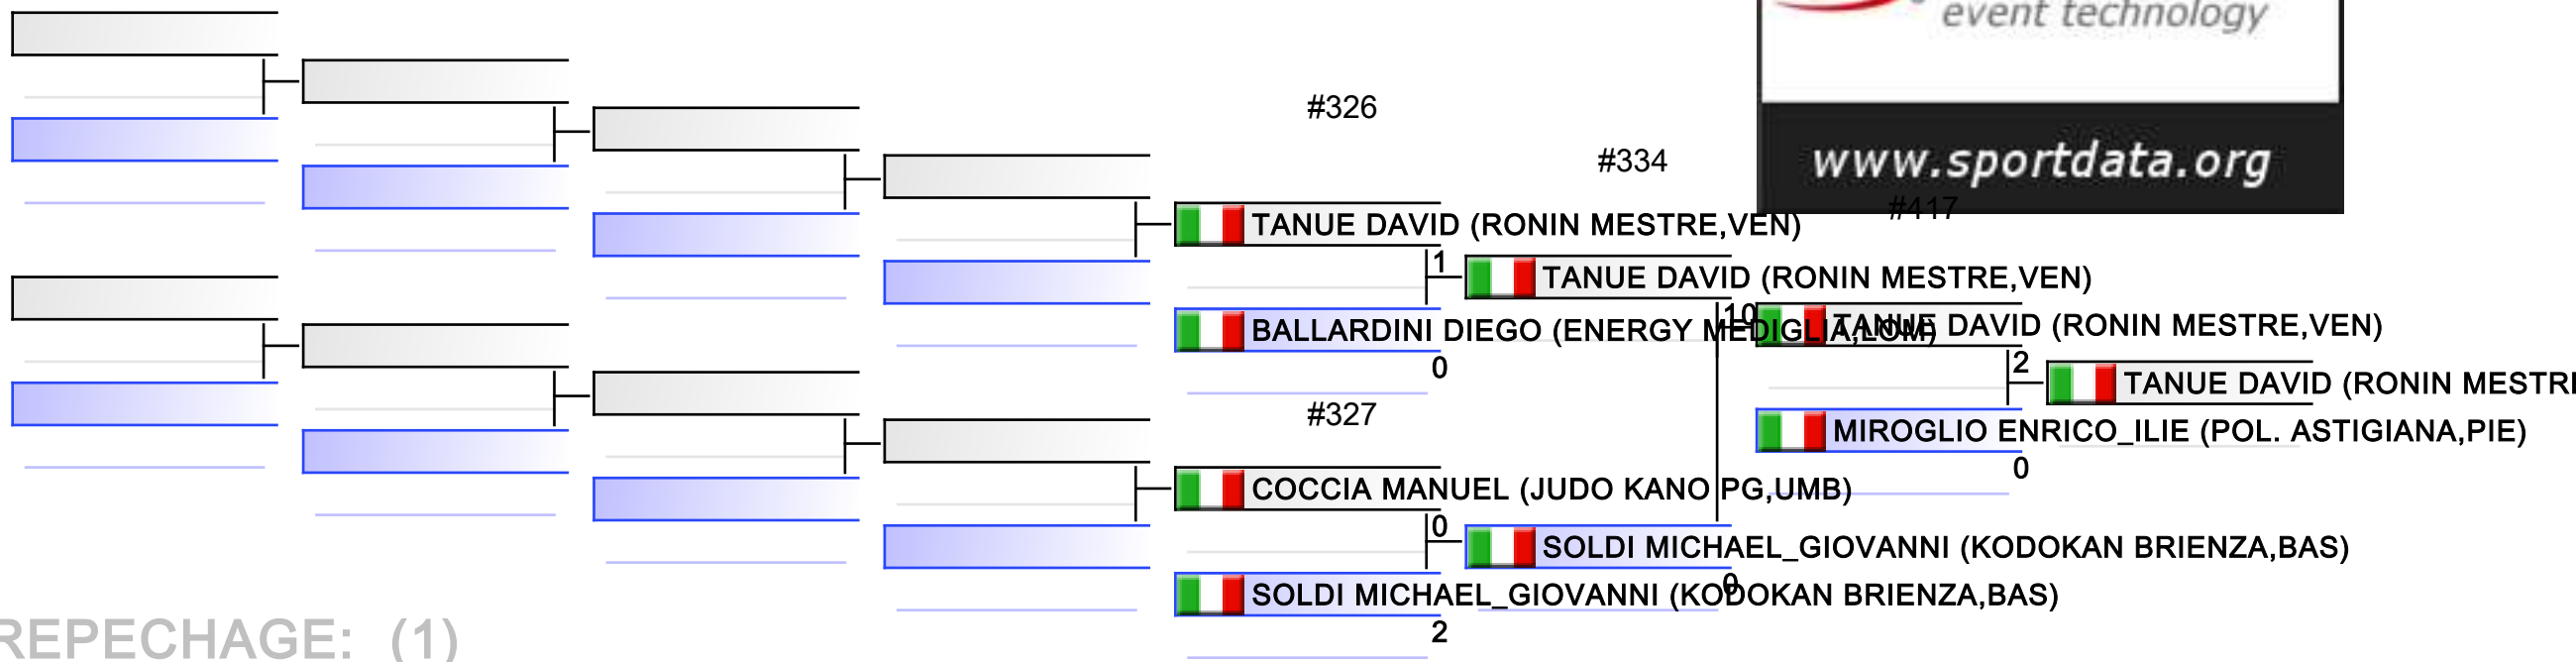 event technology
www.sportdata.org
#326
#334
#417
TANUE DAVID (RONIN MESTRE,VEN)
1
TANUE DAVID (RONIN MESTRE,VEN)
10
BALLARDINI DIEGO (ENERGY MEDIGLIA,LOM)
0
TANUE DAVID (RONIN MESTRE,VEN)
2
TANUE DAVID (RONIN MESTRE
MIROGLIO ENRICO_ILIE (POL. ASTIGIANA,PIE)
0
#327
COCCIA MANUEL (JUDO KANO PG,UMB)
0
SOLDI MICHAEL_GIOVANNI (KODOKAN BRIENZA,BAS)
0
SOLDI MICHAEL_GIOVANNI (KODOKAN BRIENZA,BAS)
2
REPECHAGE: (1)